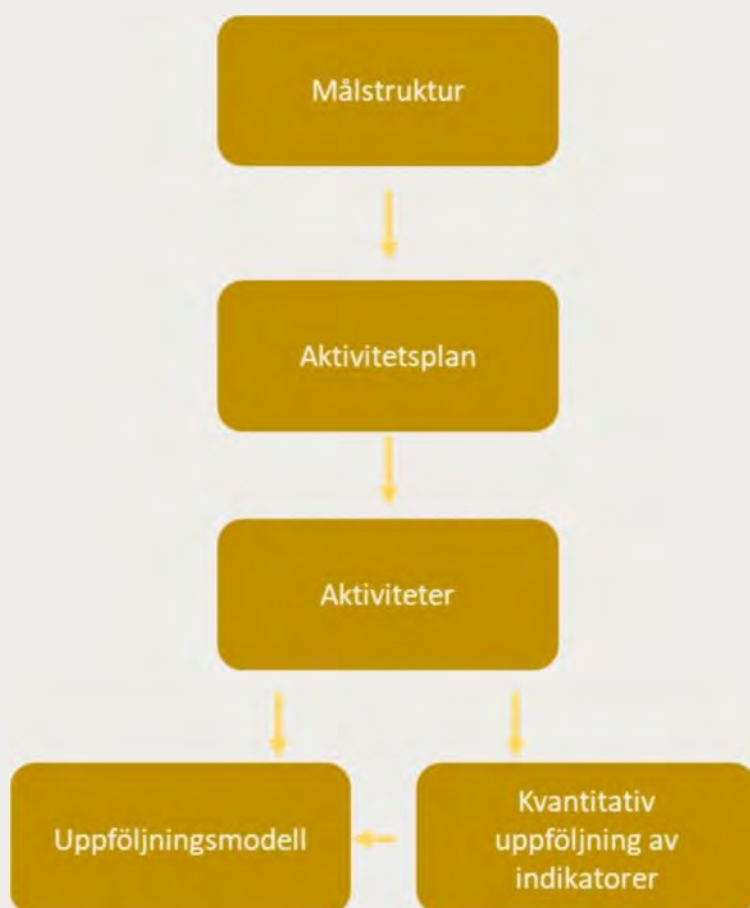 Målstruktur
Aktivitetsplan
Aktiviteter
Uppföljningsmodell
Kvantitativ
uppföljning av
indikatorer